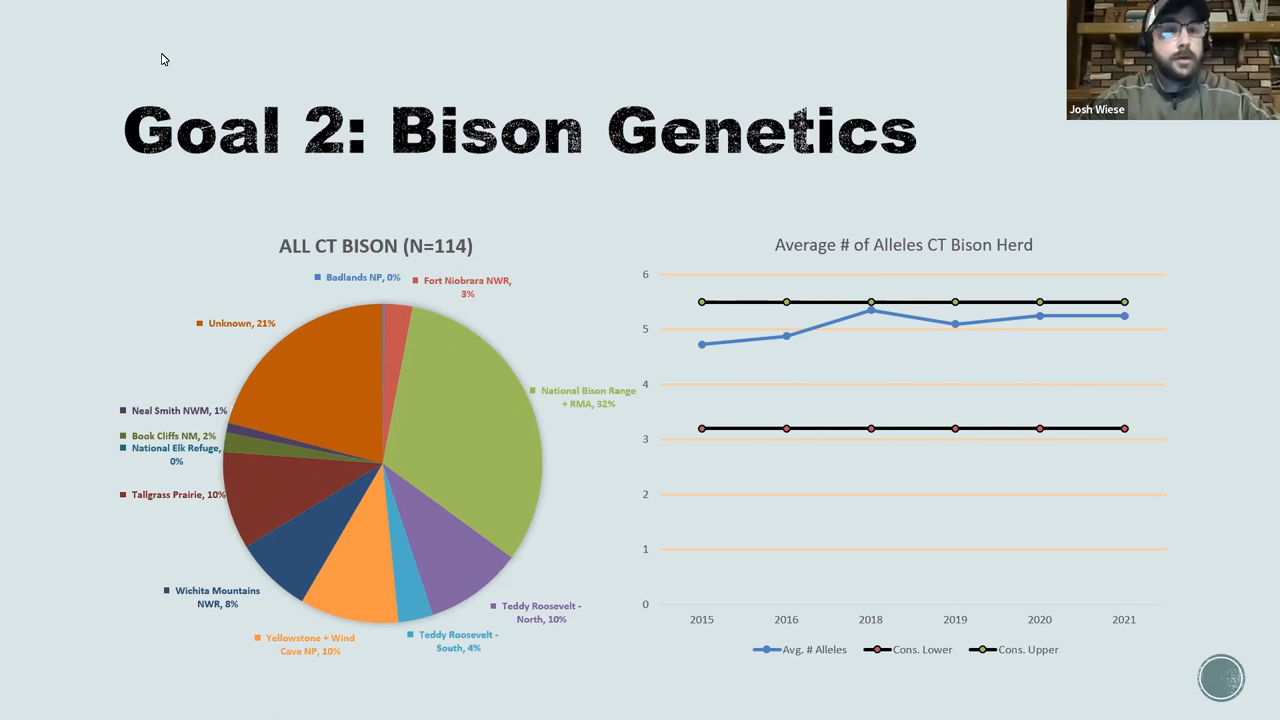 Josh Wiese
Goal 2: Bison Genetics
ALL CT BISON (N=114)
Badlands NP, 0%
Fort Niobrara NWR,
3%
Unknown, 21%
National Bison Range
+ RMA, 32%
Neal Smith NWM, 1%
Book Cliffs NM, 2%
National Elk Refuge,
0%
Tallgrass Prairie, 10%
Wichita Mountains
NWR, 8%
Teddy Roosevelt -
North, 10%
Yellowstone + Wind
Cave NP, 10%
Teddy Roosevelt -
South, 4%
Average # of Alleles CT Bison Herd
6
5
4
3
2
1
0
2015 2016 2018 2019 2020 2021
Avg. # Alleles Cons. Lower Cons. Upper
W